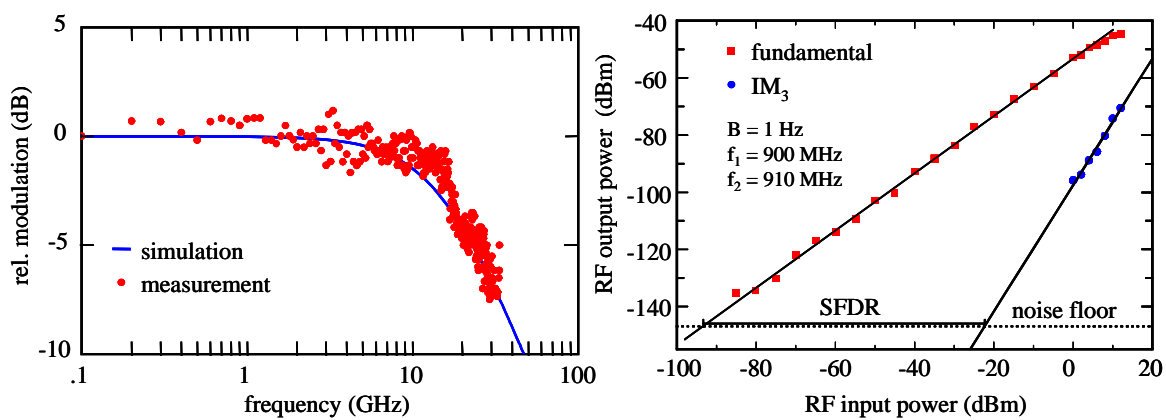 5
0
-5
-10
rel. modulation (dB)
simulation
measurement
.1
1
10
100
frequency (GHz)
-40
-60
-80
-100
-120
-140
RF output power (dBm)
fundamental
IM3
B = 1 Hz
f1 = 900 MHz
f2 = 910 MHz
SFDR
noise floor
-100
-80
-60
-40
-20
0
20
RF input power (dBm)